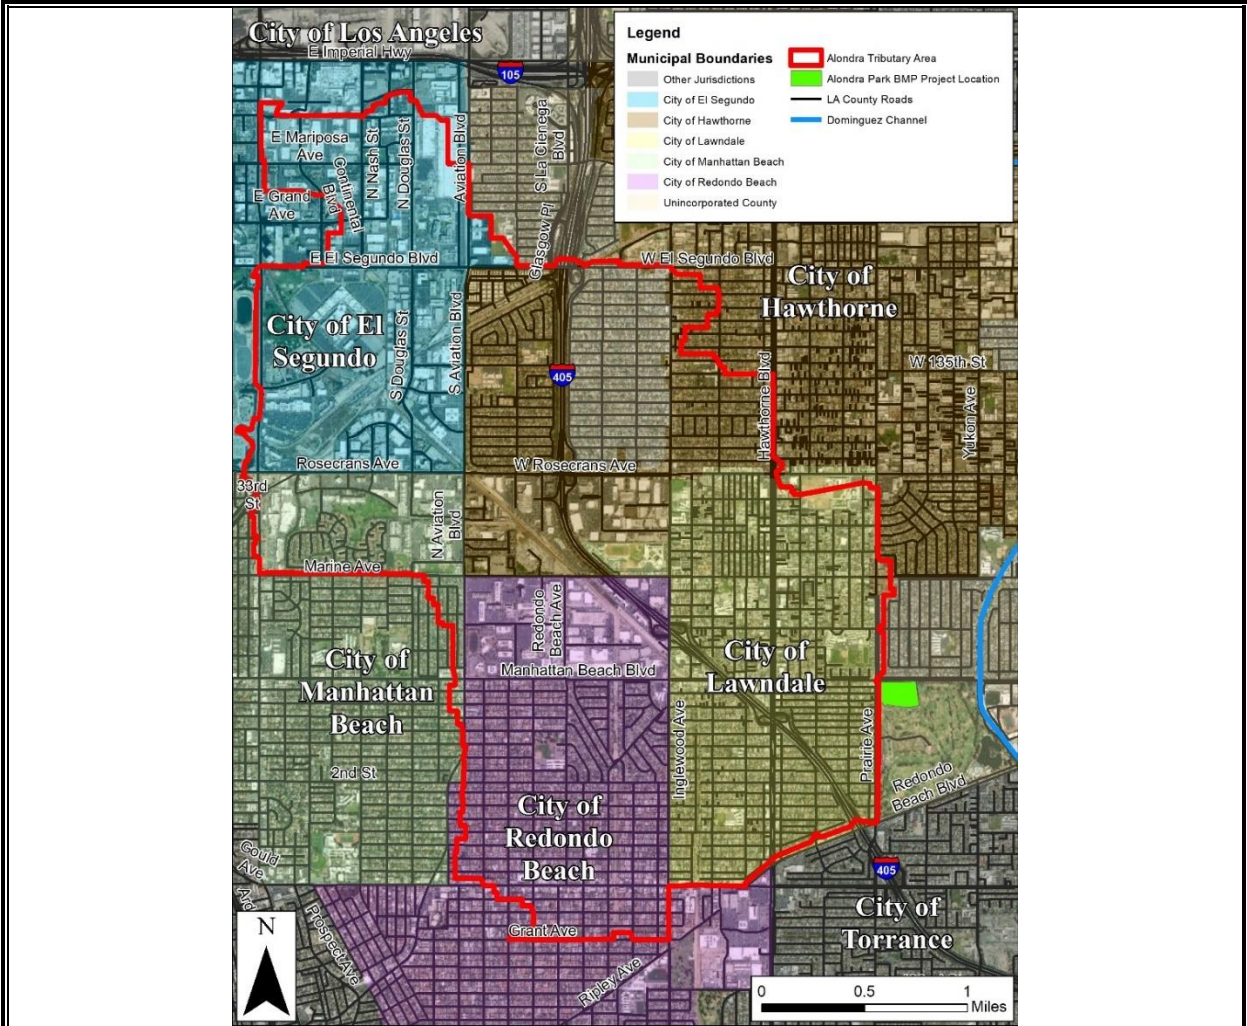 City of Los Angeles
E Imperial Hwy
105
Legend
Municipal Boundaries
Other Jurisdictions
City of El Segundo
City of Hawthorne
City of Lawndale
City of Manhattan Beach
City of Redondo Beach
Unincorporated County
Alondra Tributary Area
Alondra Park BMP Project Location
LA County Roads
Dominguez Channel
E Mariposa
Ave
N Nash St
N Douglas St
Aviation Blvd
S La Cienega
Blvd
Continental
Blvd
E Grand
Ave
Glasgow Pl
E El Segundo Blvd
W El Segundo Blvd
City of
Hawthorne
City of El
Segundo
S Douglas St
S Aviation Blvd
405
Hawthorne Blvd
W 135th St
Yukon Ave
Rosecrans Ave
W Rosecrans Ave
33rd
St
N Aviation
Blvd
Marine Ave
Redondo
Beach Ave
Manhattan Beach Blvd
City of
Manhattan
Beach
City of
Lawndale
Inglewood Ave
Prairie Ave
2nd St
Redondo
Beach Blvd
City of
Redondo
Beach
Gould
Ave
Prospect Ave
405
City of
Torrance
Grant Ave
Ripley Ave
N
0 0.5 1
Miles